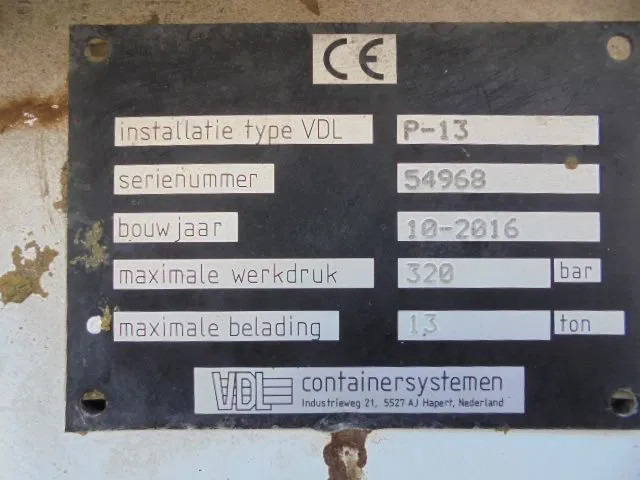 CE
installatie type VDL P-13
serienummer 54968
bouwjaar 10-2016
maximale werkdruk 320 bar
maximale belading 13 ton
VDL containersystemen
Industrieweg 21, 5527 AJ Hapert, Nederland